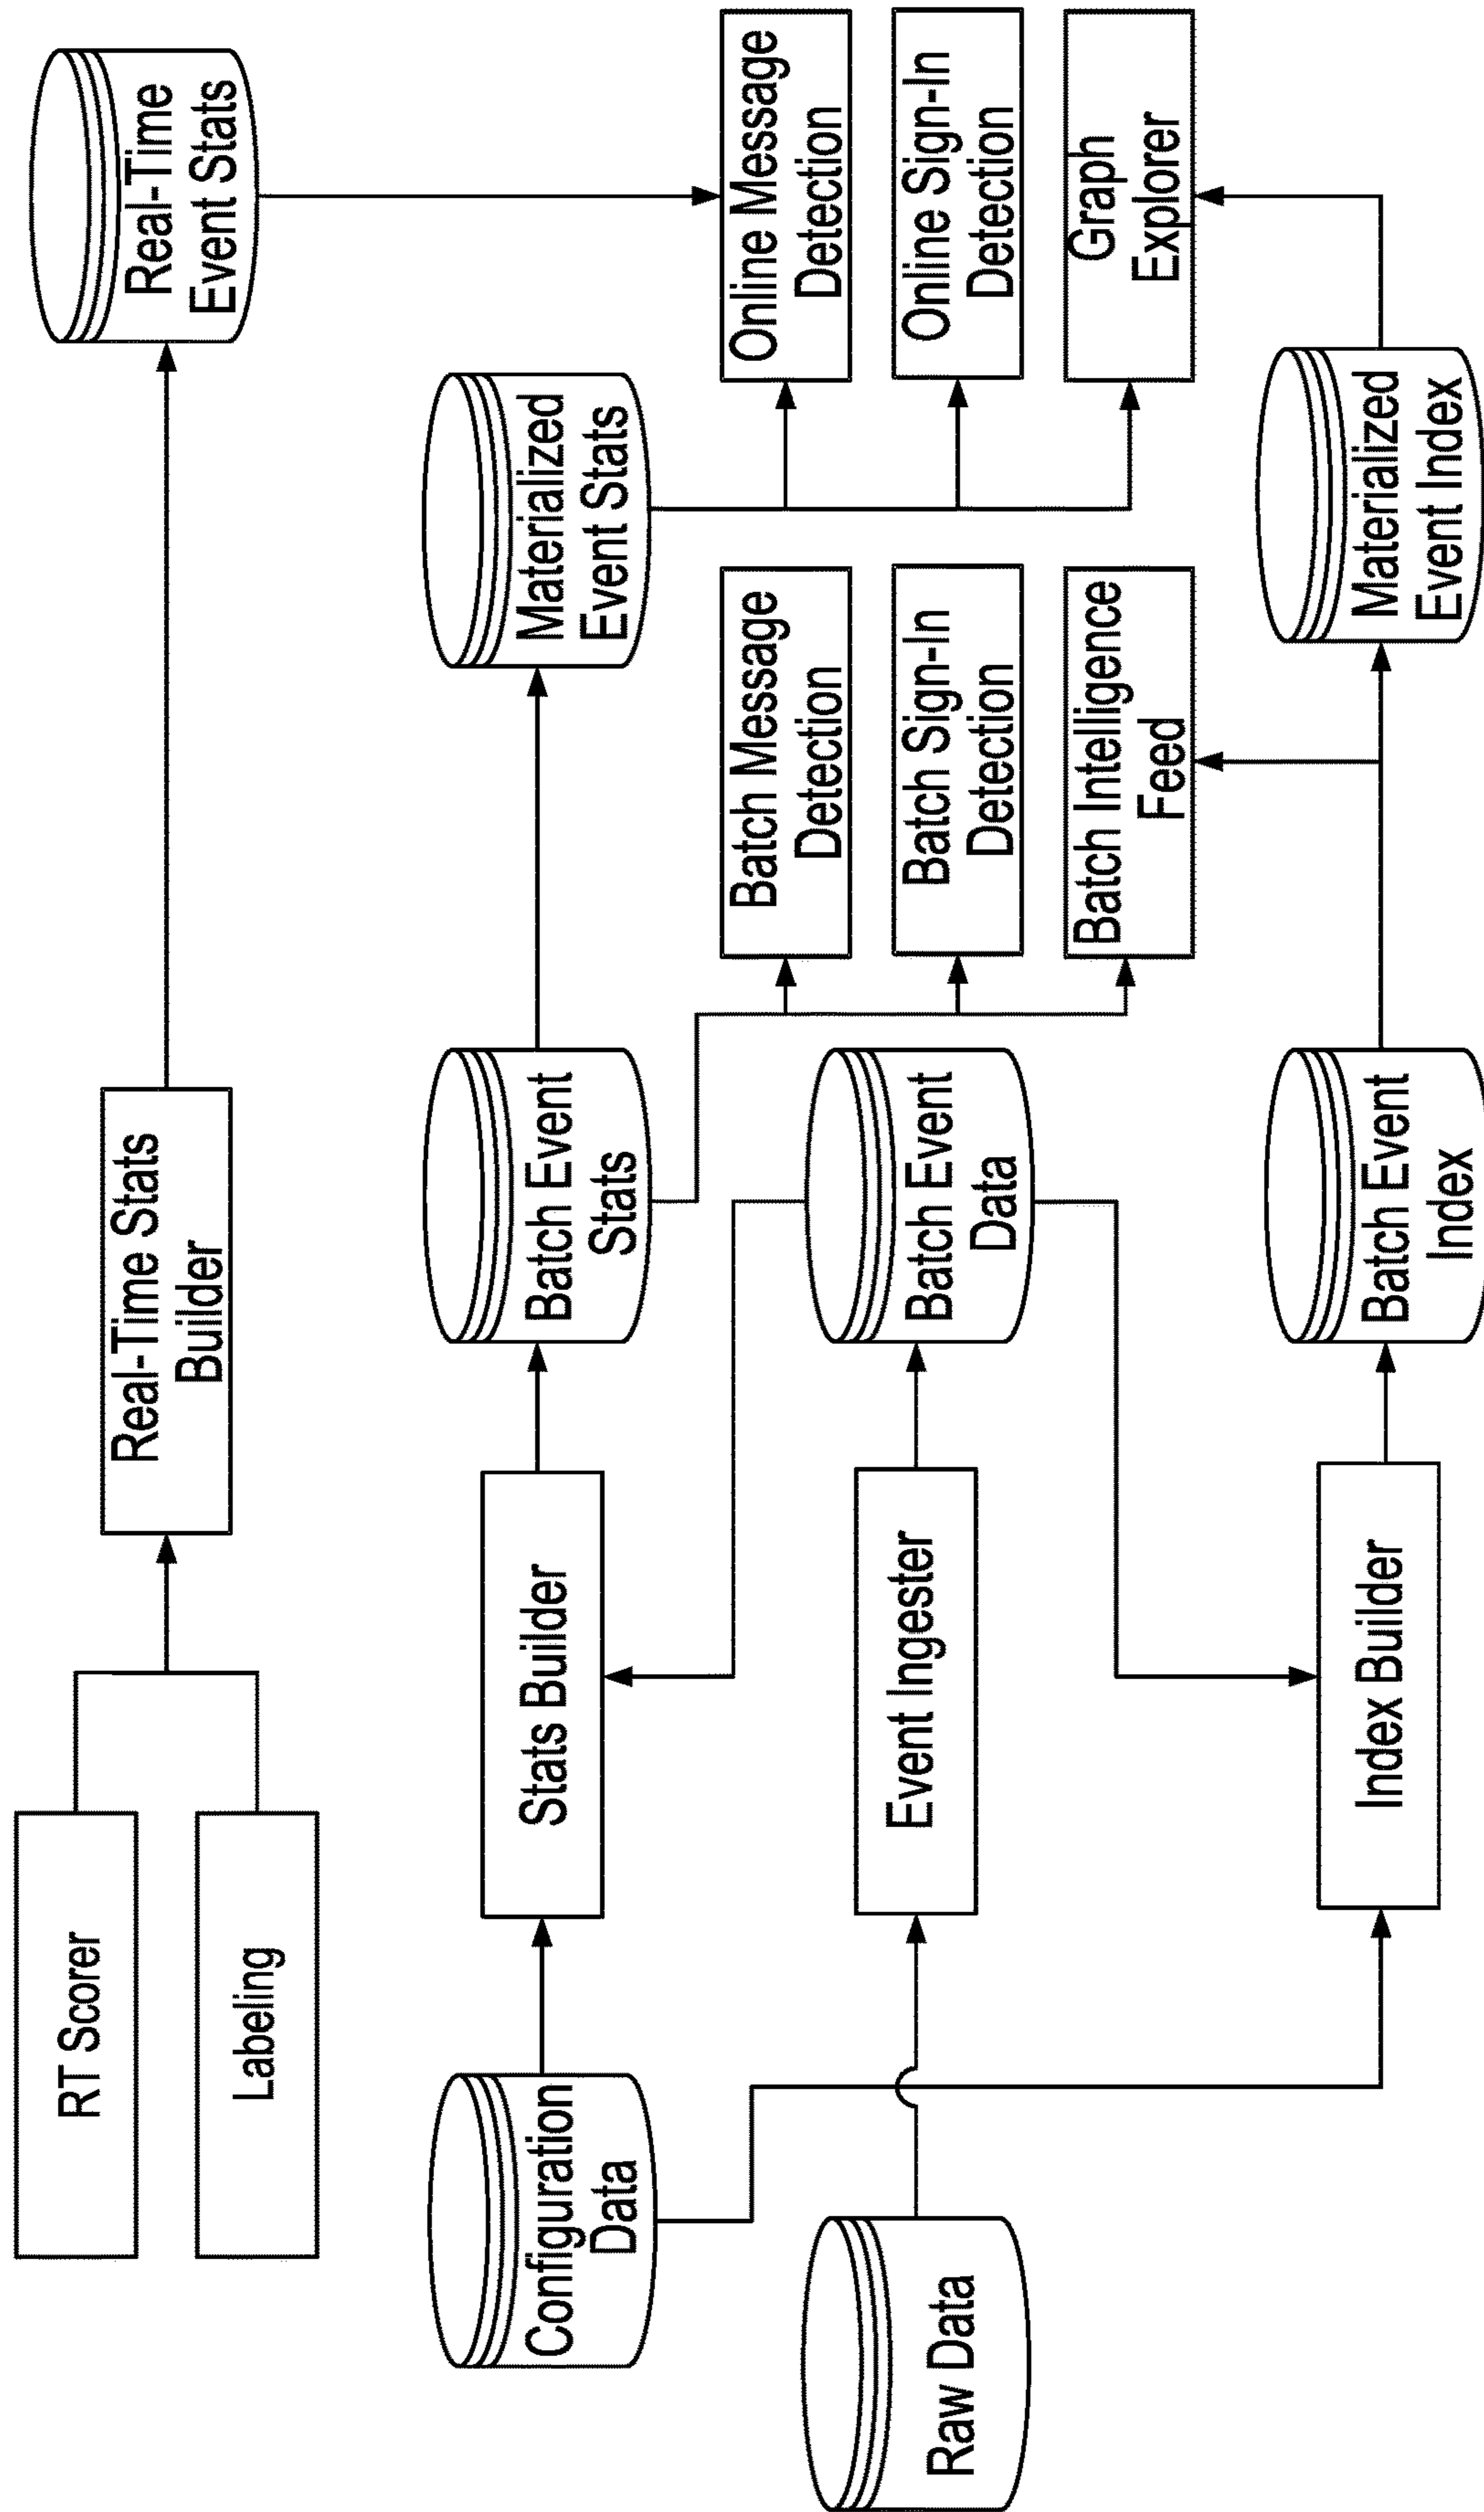 RT Scorer
Labeling
Real-Time Stats
Builder
Real-Time
Event Stats
Configuration
Data
Stats Builder
Batch Event
Stats
Materialized
Event Stats
Raw Data
Event Ingester
Batch Event
Data
Batch Message
Detection
Online Message
Detection
Batch Sign-In
Detection
Online Sign-In
Detection
Batch Intelligence
Feed
Graph
Explorer
Index Builder
Batch Event
Index
Materialized
Event Index